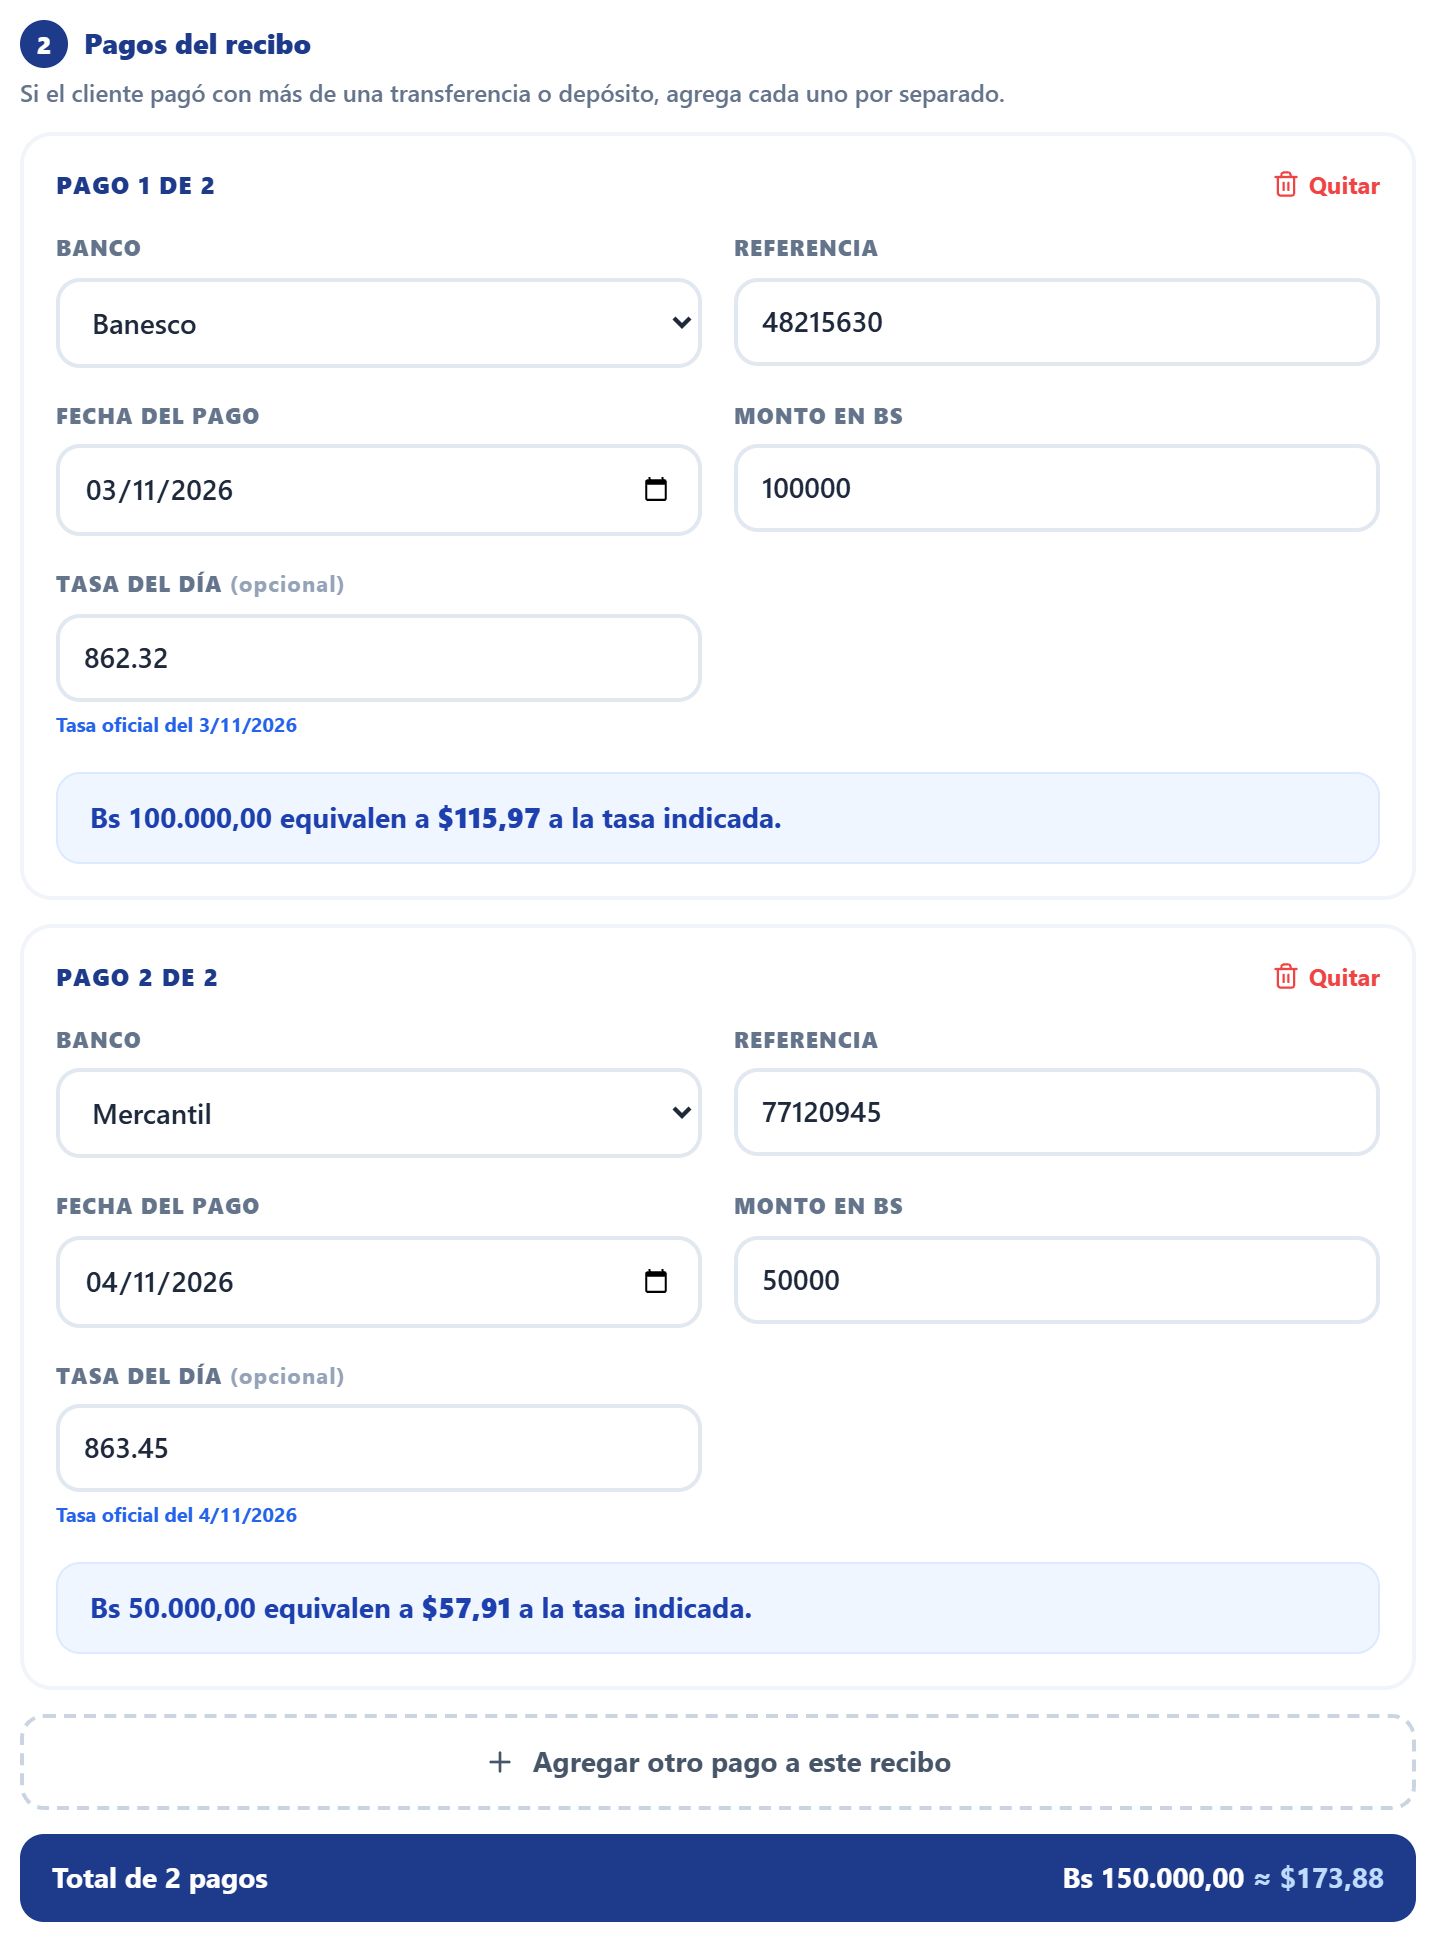 2 Pagos del recibo
Si el cliente pagó con más de una transferencia o depósito, agrega cada uno por separado.
PAGO 1 DE 2 Quitar
BANCO REFERENCIA
Banesco 48215630
FECHA DEL PAGO MONTO EN BS
03/11/2026 100000
TASA DEL DÍA (opcional)
862.32
Tasa oficial del 3/11/2026
Bs 100.000,00 equivalen a $115,97 a la tasa indicada.
PAGO 2 DE 2 Quitar
BANCO REFERENCIA
Mercantil 77120945
FECHA DEL PAGO MONTO EN BS
04/11/2026 50000
TASA DEL DÍA (opcional)
863.45
Tasa oficial del 4/11/2026
Bs 50.000,00 equivalen a $57,91 a la tasa indicada.
+ Agregar otro pago a este recibo
Total de 2 pagos Bs 150.000,00 ≈ $173,88